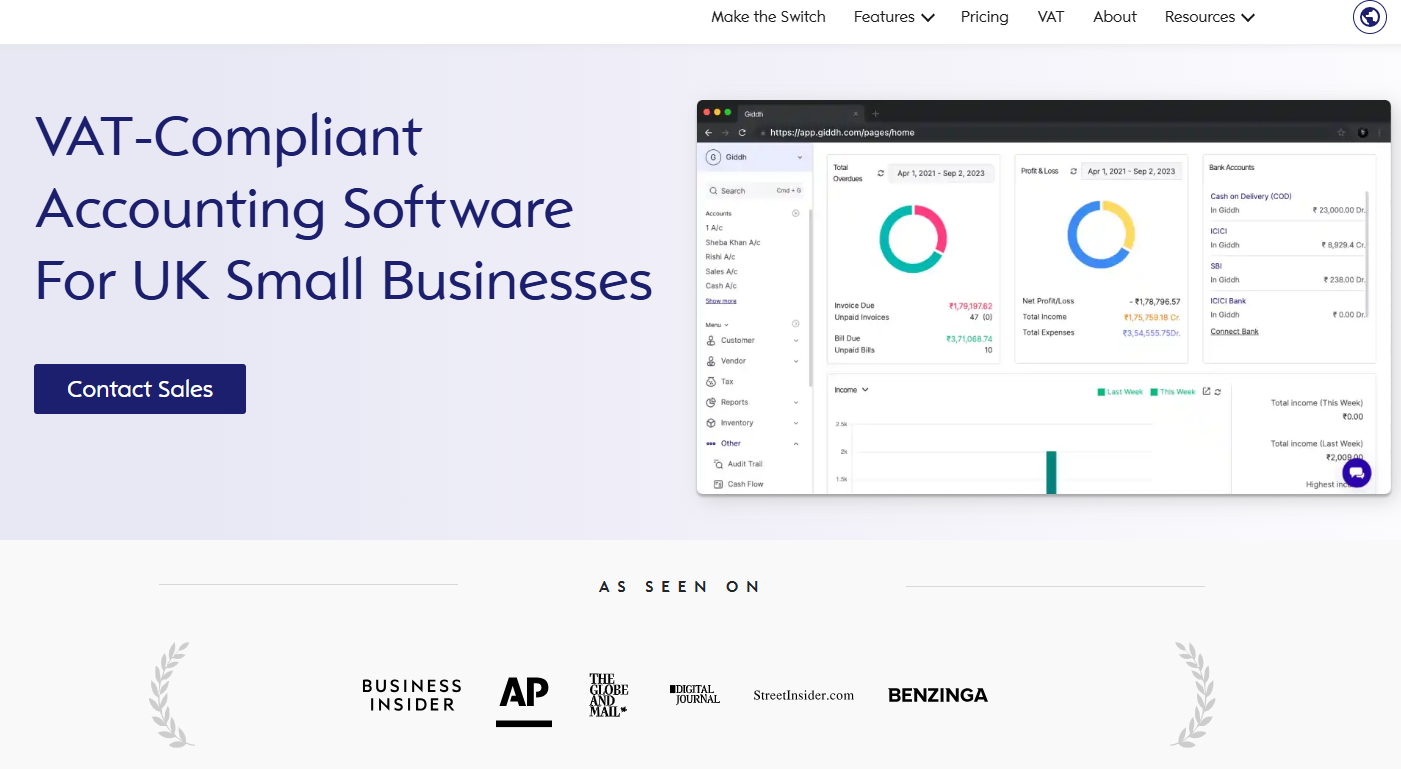 Make the Switch
Features
Pricing
VAT
About
Resources
VAT-Compliant
Accounting Software
For UK Small Businesses
Contact Sales
Giddh
https://app.giddh.com/pages/home
G Giddh
Search Cmd + G
Accounts
1 A/c
Sheba Khan A/c
Rishi A/c
Sales A/c
Cash A/c
Show more
Menu
Customer
Vendor
Tax
Reports
Inventory
Other
Audit Trail
Cash Flow
Total
Overdues
Apr 1, 2021 - Sep 2, 2023
Invoice Due ₹1,79,197.62
Unpaid Invoices 47 (0)
Bill Due ₹3,71,068.74
Unpaid Bills 10
Profit & Loss
Apr 1, 2021 - Sep 2, 2023
Net Profit/Loss - ₹1,78,796.57
Total Income ₹1,75,759.18 Cr.
Total Expenses ₹3,54,555.75Dr.
Bank Accounts
Cash on Delivery (COD)
In Giddh ₹ 23,000.00 Dr.
ICICI
In Giddh ₹ 8,929.4 Cr.
SBI
In Giddh ₹ 238.00 Dr.
ICICI Bank
In Giddh ₹ 0.00 Dr.
Connect Bank
Income
Last Week This Week
2.5k
2k
1.5k
Total income (This Week)
₹0.00
Total income (Last Week)
₹2,009.00
Highest inc
AS SEEN ON
BUSINESS
INSIDER
AP
THE
GLOBE
AND
MAIL
DIGITAL
JOURNAL
StreetInsider.com
BENZINGA